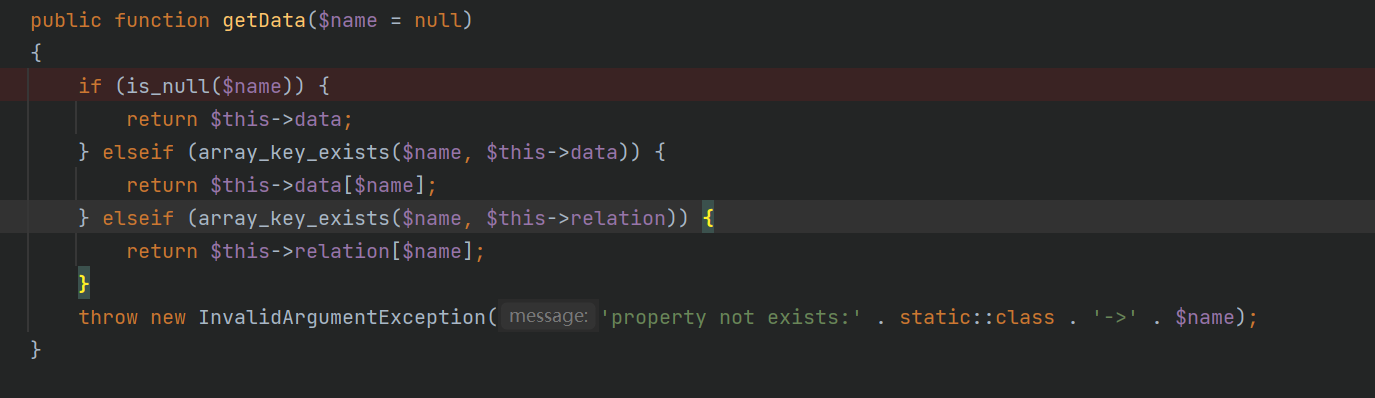 public function getData($name = null)
{
    if (is_null($name)) {
        return $this->data;
    } elseif (array_key_exists($name, $this->data)) {
        return $this->data[$name];
    } elseif (array_key_exists($name, $this->relation)) {
        return $this->relation[$name];
    }
    throw new InvalidArgumentException( message: 'property not exists:' . static::class . '->' . $name);
}